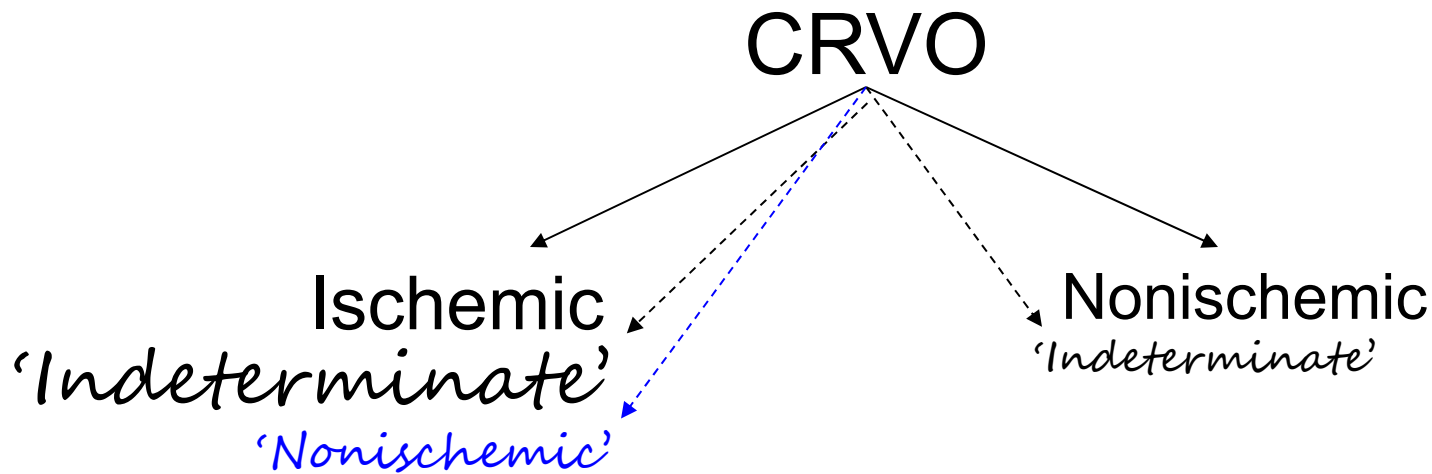 CRVO
Ischemic
‘Indeterminate’
‘Nonischemic’
Nonischemic
‘Indeterminate’